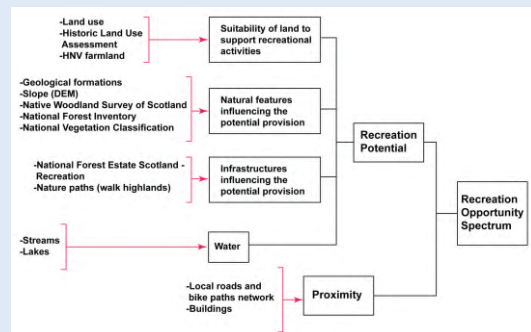 -Land use
-Historic Land Use
Assessment
-HNV farmland
Suitability of land to
support recreational
activities
-Geological formations
-Slope (DEM)
-Native Woodland Survey of Scotland
-National Forest Inventory
-National Vegetation Classification
Natural features
influencing the
potential provision
Recreation
Potential
-National Forest Estate Scotland -
Recreation
-Nature paths (walk highlands)
Infrastructures
influencing the
potential provision
Recreation
Opportunity
Spectrum
-Streams
-Lakes
Water
-Local roads and
bike paths network
-Buildings
Proximity